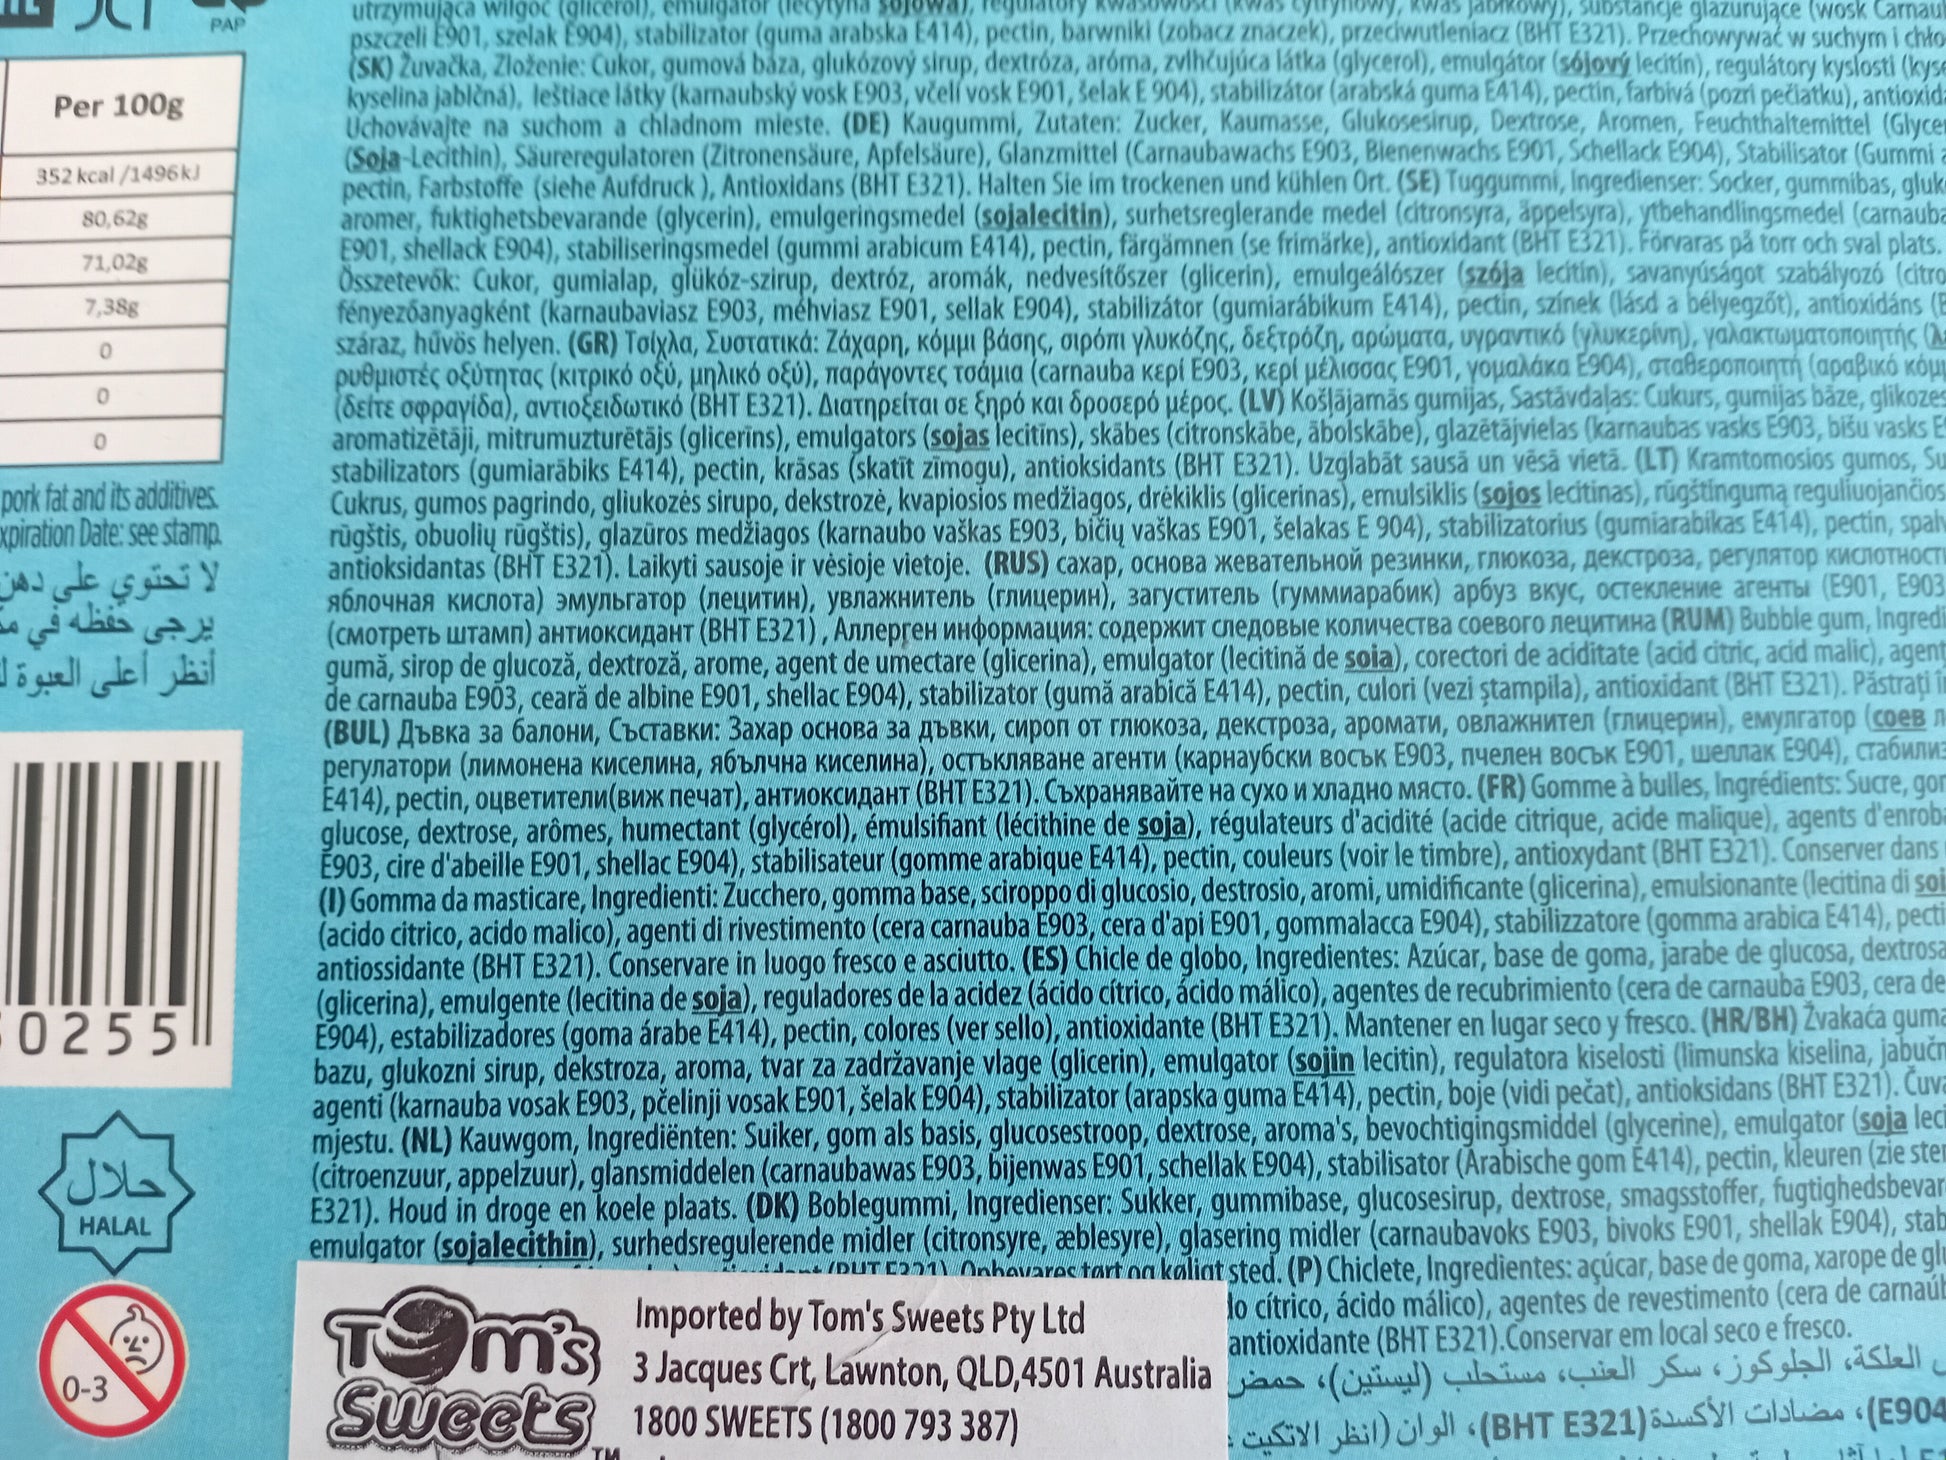 PAP
Per 100g
352 kcal /1496kJ
80,62g
71,02g
7,38g
0
0
0
pork fat and its additives.
xpiration Date: see stamp.
لا تحتوي على دهن
يرجى حفظه في
أنظر أعلى العبوة
0255
حلال
HALAL
0-3
utrzymująca wilgoć (glicerol), emulgator (lecytyna sojowa), regulatory kwasowości (kwas cytrynowy, kwas jabłkowy), substancje glazurujące (wosk Carnau
pszczeli E901, szelak E904), stabilizator (guma arabska E414), pectin, barwniki (zobacz znaczek), przeciwutleniacz (BHT E321). Przechowywać w suchym i chło
(SK) Žuvačka, Zloženie: Cukor, gumová báza, glukózový sirup, dextróza, aróma, zvlhčujúca látka (glycerol), emulgátor (sójový lecitín), regulátory kyslosti (kyse
kyselina jablčná), leštiace látky (karnaubský vosk E903, včelí vosk E901, šelak E 904), stabilizátor (arabská guma E414), pectin, farbivá (pozri pečiatku), antioxid
Uchovávajte na suchom a chladnom mieste. (DE) Kaugummi, Zutaten: Zucker, Kaumasse, Glukosesirup, Dextrose, Aromen, Feuchthaltemittel (Glycer
(Soja-Lecithin), Säureregulatoren (Zitronensäure, Apfelsäure), Glanzmittel (Carnaubawachs E903, Bienenwachs E901, Schellack E904), Stabilisator (Gummi a
pectin, Farbstoffe (siehe Aufdruck ), Antioxidans (BHT E321). Halten Sie im trockenen und kühlen Ort. (SE) Tuggummi, Ingredienser: Socker, gummibas, gluk
aromer, fuktighetsbevarande (glycerin), emulgeringsmedel (sojalecitin), surhetsreglerande medel (citronsyra, äppelsyra), ytbehandlingsmedel (carnauba
E901, shellack E904), stabiliseringsmedel (gummi arabicum E414), pectin, färgämnen (se frimärke), antioxidant (BHT E321). Förvaras på torr och sval plats.
Összetevők: Cukor, gumialap, glükóz-szirup, dextróz, aromák, nedvesítőszer (glicerin), emulgeálószer (szója lecitin), savanyúságot szabályozó (citro
fényezőanyagként (karnaubaviasz E903, méhviasz E901, sellak E904), stabilizátor (gumiarábikum E414), pectin, színek (lásd a bélyegzőt), antioxidáns (B
száraz, hűvös helyen. (GR) Τσίχλα, Συστατικά: Ζάχαρη, κόμμι βάσης, σιρόπι γλυκόζης, δεξτρόζη, αρώματα, υγραντικό (γλυκερίνη), γαλακτωματοποιητής (λ
ρυθμιστές οξύτητας (κιτρικό οξύ, μηλικό οξύ), παράγοντες τσάμια (carnauba κερί E903, κερί μέλισσας E901, γομαλάκα E904), σταθεροποιητή (αραβικό κόμ
(δείτε σφραγίδα), αντιοξειδωτικό (BHT E321). Διατηρείται σε ξηρό και δροσερό μέρος. (LV) Košļājamās gumijas, Sastāvdaļas: Cukurs, gumijas bāze, glikozes
aromatizētāji, mitrumuzturētājs (glicerīns), emulgators (sojas lecitīns), skābes (citronskābe, ābolskābe), glazētājvielas (karnaubas vasks E903, bišu vasks E
stabilizators (gumiarābiks E414), pectin, krāsas (skatīt zīmogu), antioksidants (BHT E321). Uzglabāt sausā un vēsā vietā. (LT) Kramtomosios gumos, Su
Cukrus, gumos pagrindo, gliukozės sirupo, dekstrozė, kvapiosios medžiagos, drėkiklis (glicerinas), emulsiklis (sojos lecitinas), rūgštingumą reguliuojančios
rūgštis, obuolių rūgštis), glazūros medžiagos (karnaubo vaškas E903, bičių vaškas E901, šelakas E 904), stabilizatorius (gumiarabikas E414), pectin, spalv
antioksidantas (BHT E321). Laikyti sausoje ir vėsioje vietoje. (RUS) сахар, основа жевательной резинки, глюкоза, декстроза, регулятор кислотност
яблочная кислота) эмульгатор (лецитин), увлажнитель (глицерин), загуститель (гуммиарабик) арбуз вкус, остекление агенты (E901, E903
(смотреть штамп) антиоксидант (BHT E321) , Аллерген информация: содержит следовые количества соевого лецитина (RUM) Bubble gum, Ingredi
gumă, sirop de glucoză, dextroză, arome, agent de umectare (glicerina), emulgator (lecitină de soia), corectori de aciditate (acid citric, acid malic), agent
de carnauba E903, ceară de albine E901, shellac E904), stabilizator (gumă arabică E414), pectin, culori (vezi ștampila), antioxidant (BHT E321). Păstrați î
(BUL) Дъвка за балони, Съставки: Захар основа за дъвки, сироп от глюкоза, декстроза, аромати, овлажнител (глицерин), емулгатор (соев л
регулатори (лимонена киселина, ябълчна киселина), остъкляване агенти (карнаубски восък E903, пчелен восък E901, шеллак E904), стабилиз
E414), pectin, оцветители(виж печат), антиоксидант (BHT E321). Съхранявайте на сухо и хладно място. (FR) Gomme à bulles, Ingrédients: Sucre, gor
glucose, dextrose, arômes, humectant (glycérol), émulsifiant (lécithine de soja), régulateurs d'acidité (acide citrique, acide malique), agents d'enroba
E903, cire d'abeille E901, shellac E904), stabilisateur (gomme arabique E414), pectin, couleurs (voir le timbre), antioxydant (BHT E321). Conserver dans
(I) Gomma da masticare, Ingredienti: Zucchero, gomma base, sciroppo di glucosio, destrosio, aromi, umidificante (glicerina), emulsionante (lecitina di soi
(acido citrico, acido malico), agenti di rivestimento (cera carnauba E903, cera d'api E901, gommalacca E904), stabilizzatore (gomma arabica E414), pecti
antiossidante (BHT E321). Conservare in luogo fresco e asciutto. (ES) Chicle de globo, Ingredientes: Azúcar, base de goma, jarabe de glucosa, dextrosa
(glicerina), emulgente (lecitina de soja), reguladores de la acidez (ácido cítrico, ácido málico), agentes de recubrimiento (cera de carnauba E903, cera de
E904), estabilizadores (goma árabe E414), pectin, colores (ver sello), antioxidante (BHT E321). Mantener en lugar seco y fresco. (HR/BH) Žvakaća guma
bazu, glukozni sirup, dekstroza, aroma, tvar za zadržavanje vlage (glicerin), emulgator (sojin lecitin), regulatora kiselosti (limunska kiselina, jabučn
agenti (karnauba vosak E903, pčelinji vosak E901, šelak E904), stabilizator (arapska guma E414), pectin, boje (vidi pečat), antioksidans (BHT E321). Čuva
mjestu. (NL) Kauwgom, Ingrediënten: Suiker, gom als basis, glucosestroop, dextrose, aroma's, bevochtigingsmiddel (glycerine), emulgator (soja leci
(citroenzuur, appelzuur), glansmiddelen (carnaubawas E903, bijenwas E901, schellak E904), stabilisator (Arabische gom E414), pectin, kleuren (zie ster
E321). Houd in droge en koele plaats. (DK) Boblegummi, Ingredienser: Sukker, gummibase, glucosesirup, dextrose, smagsstoffer, fugtighedsbevar
emulgator (sojalecithin), surhedsregulerende midler (citronsyre, æblesyre), glasering midler (carnaubavoks E903, bivoks E901, shellak E904), stab
(BHT E321). Opbevares tørt og køligt sted. (P) Chiclete, Ingredientes: açúcar, base de goma, xarope de glu
lo cítrico, ácido málico), agentes de revestimento (cera de carnaúb
antioxidante (BHT E321).Conservar em local seco e fresco.
العلكة، الجلوكوز، سكر العنب، مستحلب (ليستين)، حمض
E904)، مضادات الأكسدة (BHT E321)، الوان (انظر الاتكيت
Tom's Sweets TM
Imported by Tom's Sweets Pty Ltd
3 Jacques Crt, Lawnton, QLD,4501 Australia
1800 SWEETS (1800 793 387)